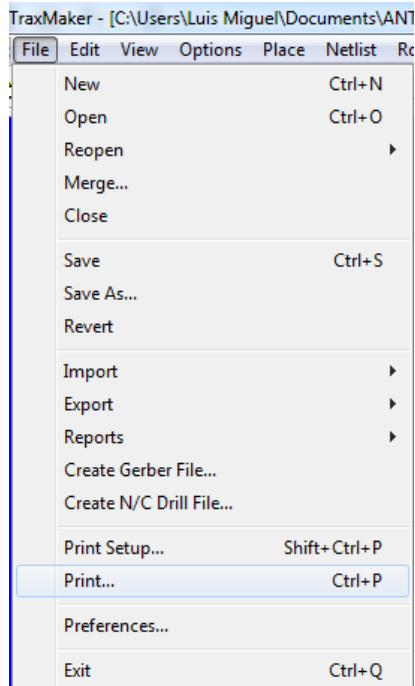 TraxMaker - [C:\Users\Luis Miguel\Documents\ANT
File Edit View Options Place Netlist Ro
New Ctrl+N
Open Ctrl+O
Reopen
Merge...
Close
Save Ctrl+S
Save As...
Revert
Import
Export
Reports
Create Gerber File...
Create N/C Drill File...
Print Setup... Shift+Ctrl+P
Print... Ctrl+P
Preferences...
Exit Ctrl+Q